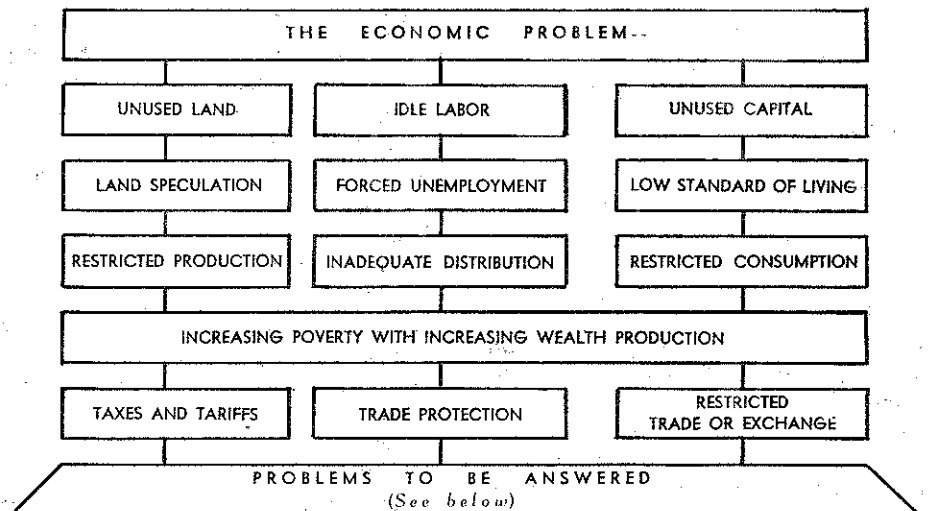 THE ECONOMIC PROBLEM--
UNUSED LAND
IDLE LABOR
UNUSED CAPITAL
LAND SPECULATION
FORCED UNEMPLOYMENT
LOW STANDARD OF LIVING
RESTRICTED PRODUCTION
INADEQUATE DISTRIBUTION
RESTRICTED CONSUMPTION
INCREASING POVERTY WITH INCREASING WEALTH PRODUCTION
TAXES AND TARIFFS
TRADE PROTECTION
RESTRICTED
TRADE OR EXCHANGE
PROBLEMS TO BE ANSWERED
(See below)